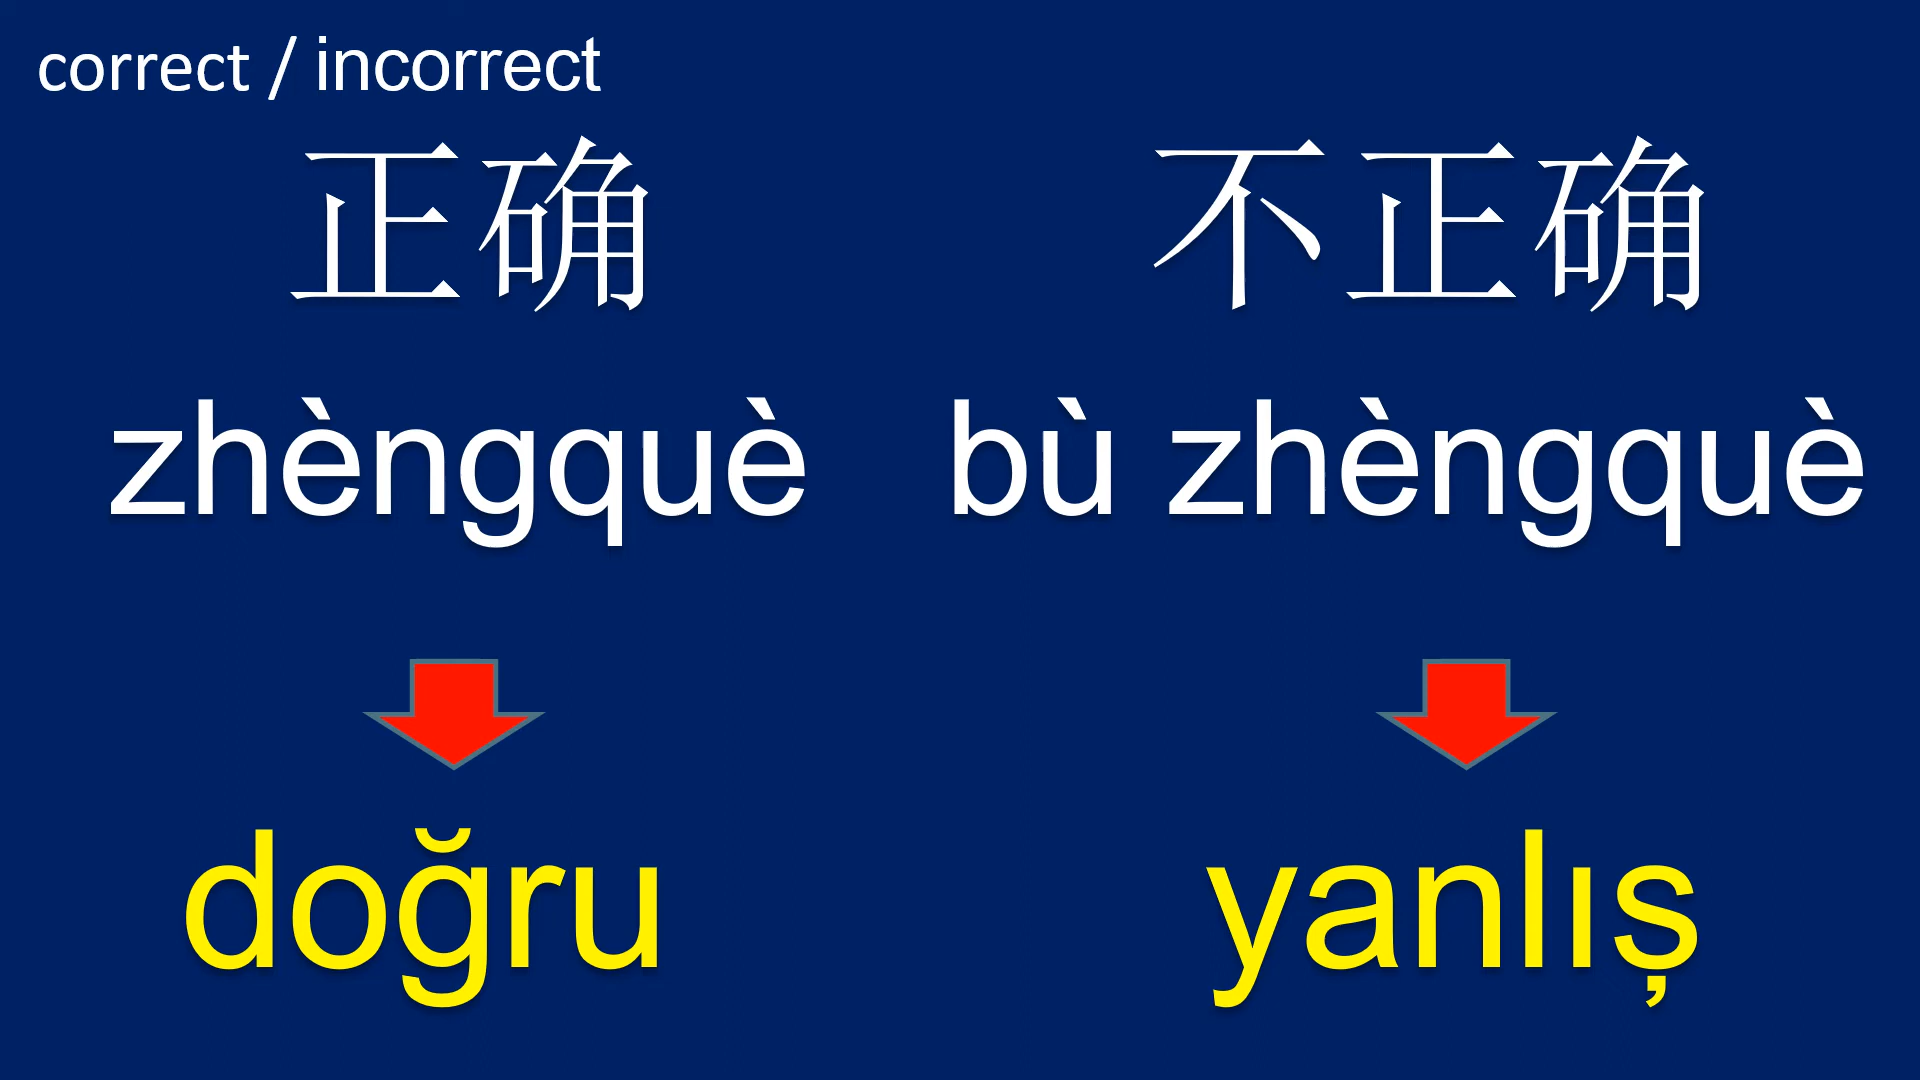 correct / incorrect
正确 不正确
zhèngquè bù zhèngquè
doğru yanlış